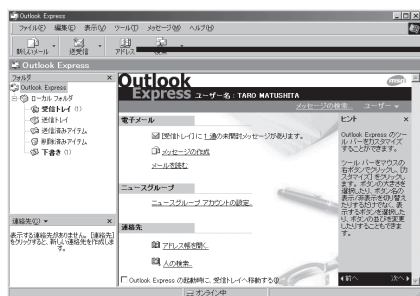 Outlook Express
ファイル(F) 編集(E) 表示(V) ツール(T) メッセージ(M) ヘルプ(H)
新しいメール 送受信 アドレス
Outlook Express
フォルダ ×
Outlook Express
ローカル フォルダ
受信トレイ (1)
送信トレイ
送信済みアイテム
削除済みアイテム
下書き (1)
連絡先(C) ▼ ×
表示する連絡先がありません。[連絡先]
をクリックすると、新しい連絡先を作成しま
す。
Outlook
Express ユーザー名 : TARO MATUSHITA
msn
メッセージの検索... ユーザー ▼
電子メール
[受信トレイ] に 1 通の未開封メッセージがあります。
メッセージの作成
メールを読む
ニュースグループ
ニュースグループ アカウントの設定...
連絡先
アドレス帳を開く...
人の検索...
Outlook Express の起動時に、受信トレイへ移動する(O)
ヒント ×
Outlook Express のツー
ル バーをカスタマイズ
することができます。
ツール バーをマウスの
右ボタンでクリックし、[カ
スタマイズ] をクリックし
ます。ボタンの大きさを
選択したり、ボタン名の
表示/非表示を切り替え
たりするだけでなく、表
示するボタンを選択した
り、ボタンの並びを変更
したりすることもできま
す。
前へ 次へ
オンライン中